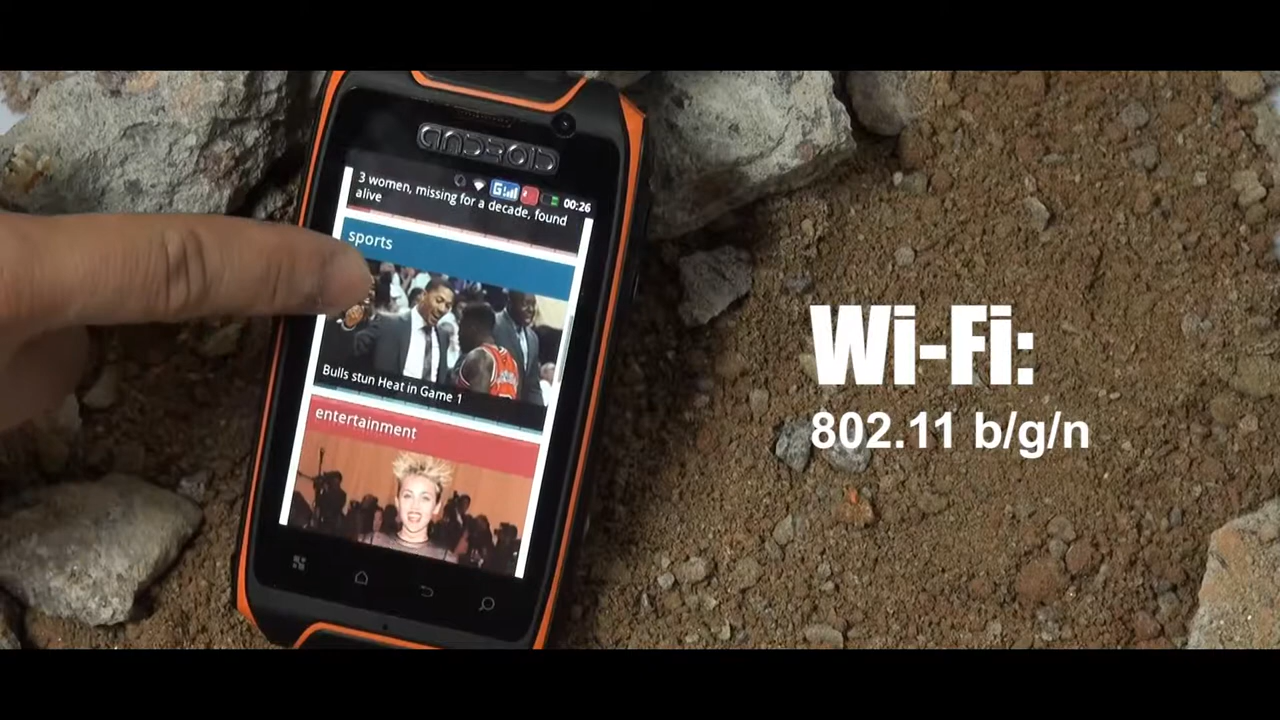 ANDROID
G
00:26
3 women, missing for a decade, found
alive
sports
Bulls stun Heat in Game 1
entertainment
Wi-Fi:
802.11 b/g/n